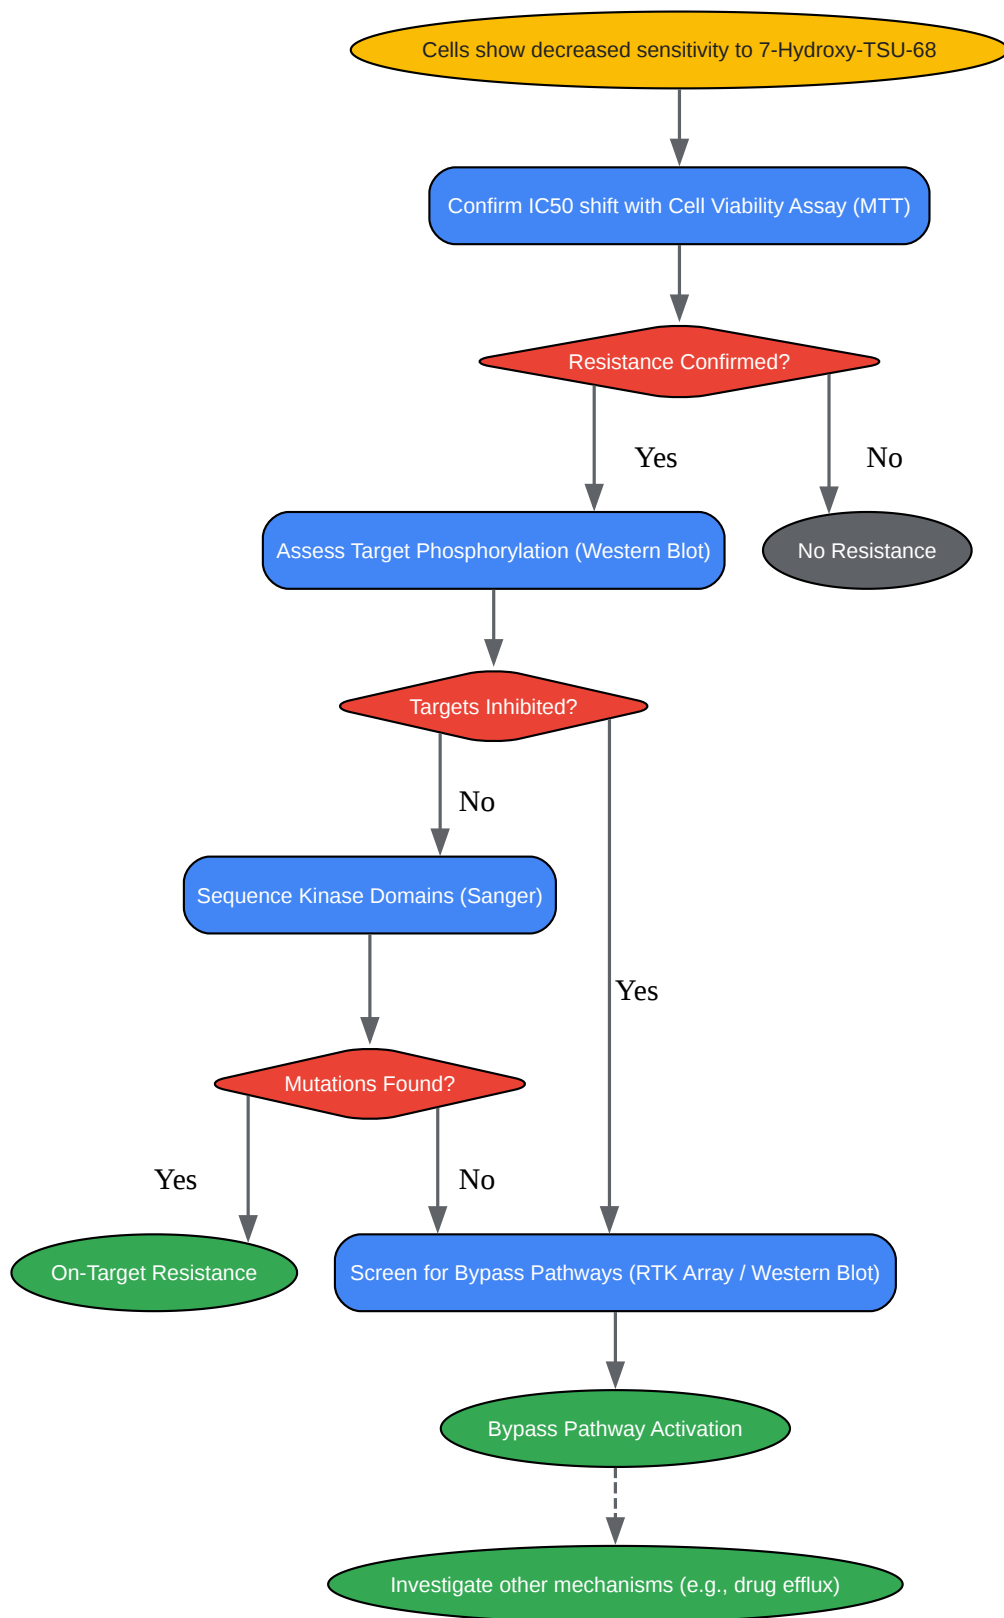 Cells show decreased sensitivity to 7-Hydroxy-TSU-68
Confirm IC50 shift with Cell Viability Assay (MTT)
Resistance Confirmed?
Yes
No
Assess Target Phosphorylation (Western Blot)
No Resistance
Targets Inhibited?
No
Sequence Kinase Domains (Sanger)
Yes
Mutations Found?
Yes
No
On-Target Resistance
Screen for Bypass Pathways (RTK Array / Western Blot)
Bypass Pathway Activation
Investigate other mechanisms (e.g., drug efflux)